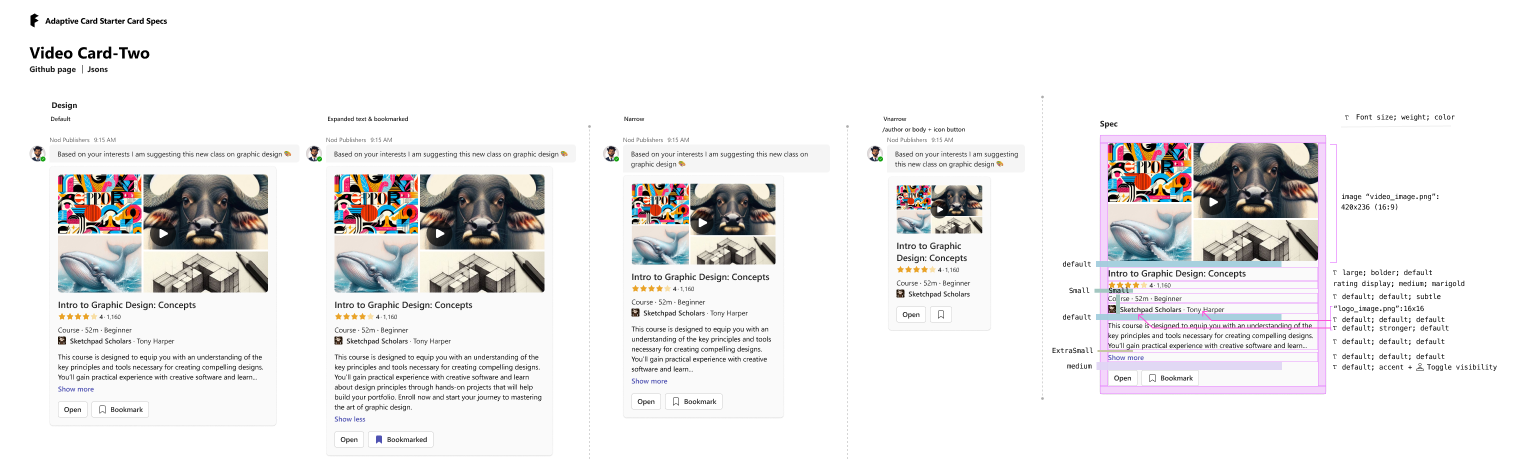 Adaptive Card Starter Card Specs
Video Card-Two
Github page | Jsons
Design
Default
Nod Publishers 9:15 AM
Based on your interests I am suggesting this new class on graphic design 🎨
Intro to Graphic Design: Concepts
4 · 1,160
Course · 52m · Beginner
Sketchpad Scholars · Tony Harper
This course is designed to equip you with an understanding of the
key principles and tools necessary for creating compelling designs.
You'll gain practical experience with creative software and learn...
Show more
Open
Bookmark
Expanded text & bookmarked
Nod Publishers 9:15 AM
Based on your interests I am suggesting this new class on graphic design 🎨
Intro to Graphic Design: Concepts
4 · 1,160
Course · 52m · Beginner
Sketchpad Scholars · Tony Harper
This course is designed to equip you with an understanding of the
key principles and tools necessary for creating compelling designs.
You'll gain practical experience with creative software and learn
about design principles through hands-on projects that will help
build your portfolio. Enroll now and start your journey to mastering
the art of graphic design.
Show less
Open
Bookmarked
Narrow
Nod Publishers 9:15 AM
Based on your interests I am suggesting this new class on
graphic design 🎨
Intro to Graphic Design: Concepts
4 · 1,160
Course · 52m · Beginner
Sketchpad Scholars · Tony Harper
This course is designed to equip you with an
understanding of the key principles and tools
necessary for creating compelling designs.
You'll gain practical experience with creative
software and learn...
Show more
Open
Bookmark
Vnarrow
/author or body + icon button
Nod Publishers 9:15 AM
Based on your interests I am suggesting
this new class on graphic design 🎨
Intro to Graphic
Design: Concepts
4 · 1,160
Course · 52m · Beginner
Sketchpad Scholars
Open
Spec
T Font size; weight; color
image “video_image.png”:
420x236 (16:9)
default
Intro to Graphic Design: Concepts
T large; bolder; default
4 · 1,160
rating display; medium; marigold
Small
Small
Course · 52m · Beginner
T default; default; subtle
Sketchpad Scholars · Tony Harper
“logo_image.png”:16x16
default
T default; default; default
T default; stronger; default
This course is designed to equip you with an understanding of the
key principles and tools necessary for creating compelling designs.
You'll gain practical experience with creative software and learn...
T default; default; default
ExtraSmall
Show more
T default; default; default
medium
T default; accent + Toggle visibility
Open
Bookmark